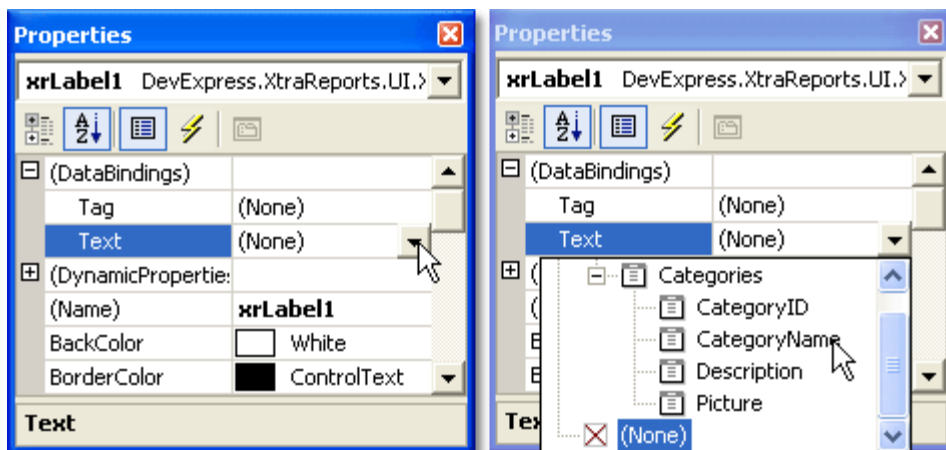 Properties
xrLabel1 DevExpress.XtraReports.UI.X
(DataBindings)
Tag (None)
Text (None)
(DynamicPropertie
(Name) xrLabel1
BackColor White
BorderColor ControlText
Text
Properties
xrLabel1 DevExpress.XtraReports.UI.X
(DataBindings)
Tag (None)
Text (None)
Categories
CategoryID
CategoryName
Description
Picture
(None)